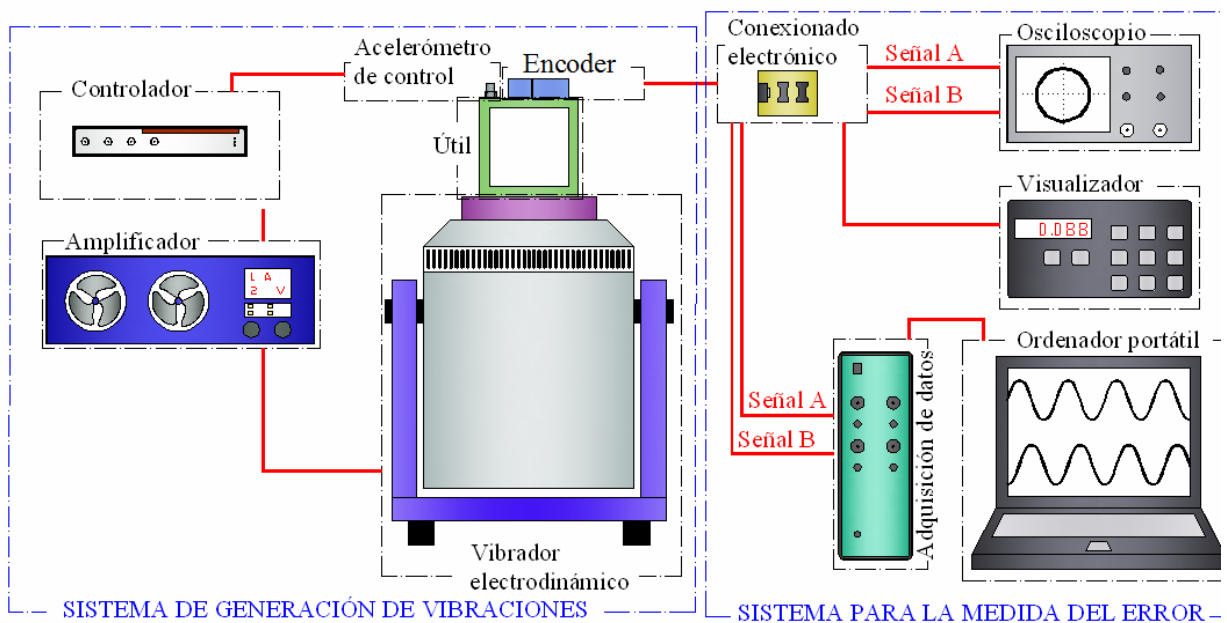 Controlador
Acelerómetro
de control
Encoder
Útil
Amplificador
L A
2 V
Vibrador
electrodinámico
SISTEMA DE GENERACIÓN DE VIBRACIONES
Conexionado
electrónico
Señal A
Señal B
Osciloscopio
Visualizador
0.088
Señal A
Señal B
Adquisición de datos
Ordenador portátil
SISTEMA PARA LA MEDIDA DEL ERROR